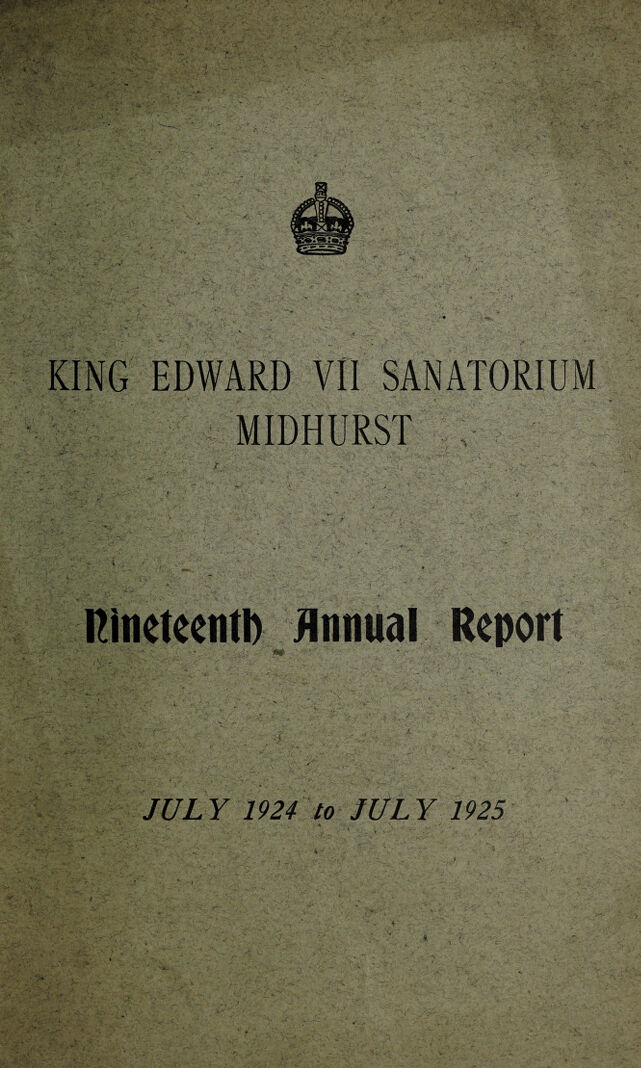 KING EDWARD VII SANATORIUM
MIDHURST
Nineteenth Annual Report
JULY 1924 to JULY 1925